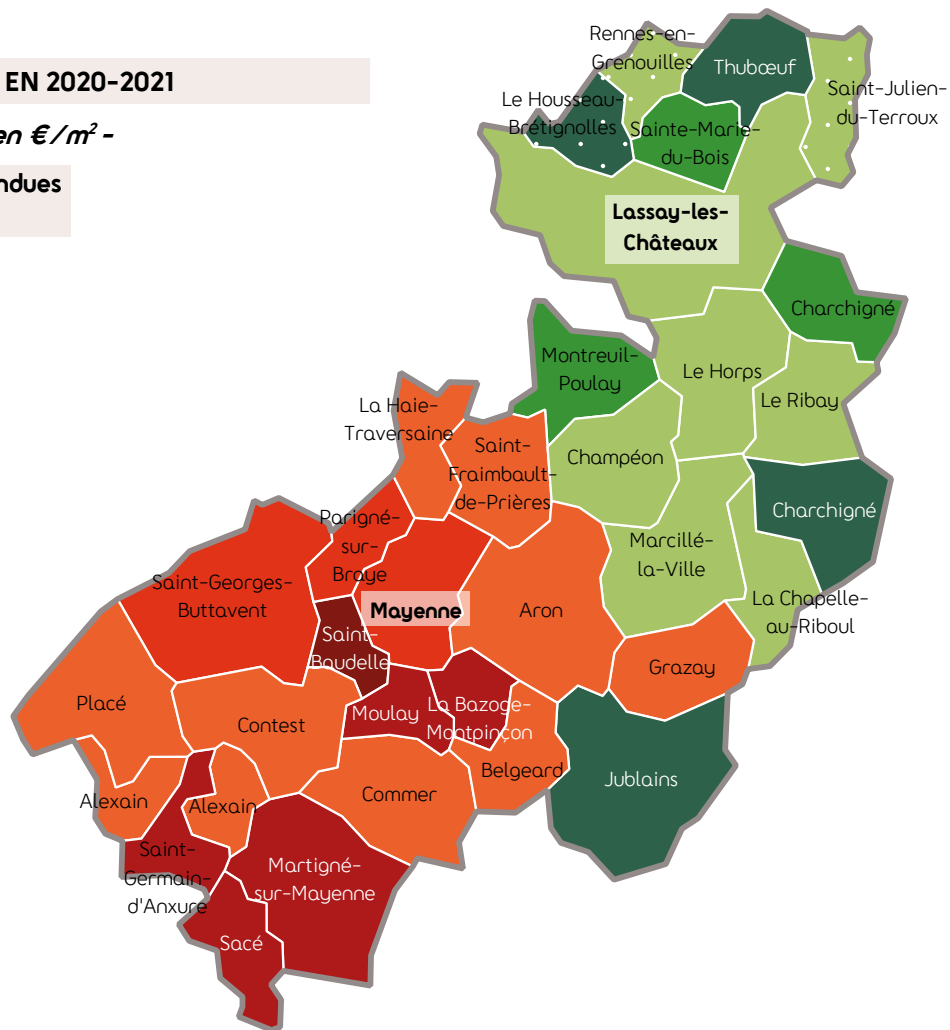 EN 2020-2021
en €/m² -
ndues
Rennes-en-
Grenouilles
Thubœuf
Saint-Julien-
du-Terroux
Le Housseau-
Brétignolles
Sainte-Marie-
du-Bois
Lassay-les-
Châteaux
Charchigné
Montreuil-
Poulay
Le Horps
Le Ribay
La Haie-
Traversaine
Saint-
Fraimbault-
de-Prières
Champéon
Charchigné
Parigné-
sur-
Braye
Marcillé-
la-Ville
Saint-Georges-
Buttavent
Mayenne
Aron
La Chapelle-
au-Riboul
Saint-
Baudelle
Grazay
Placé
Contest
Moulay
La Bazoge-
Montpinçon
Belgeard
Jublains
Alexain
Alexain
Commer
Saint-
Germain-
d'Anxure
Martigné-
sur-Mayenne
Sacé